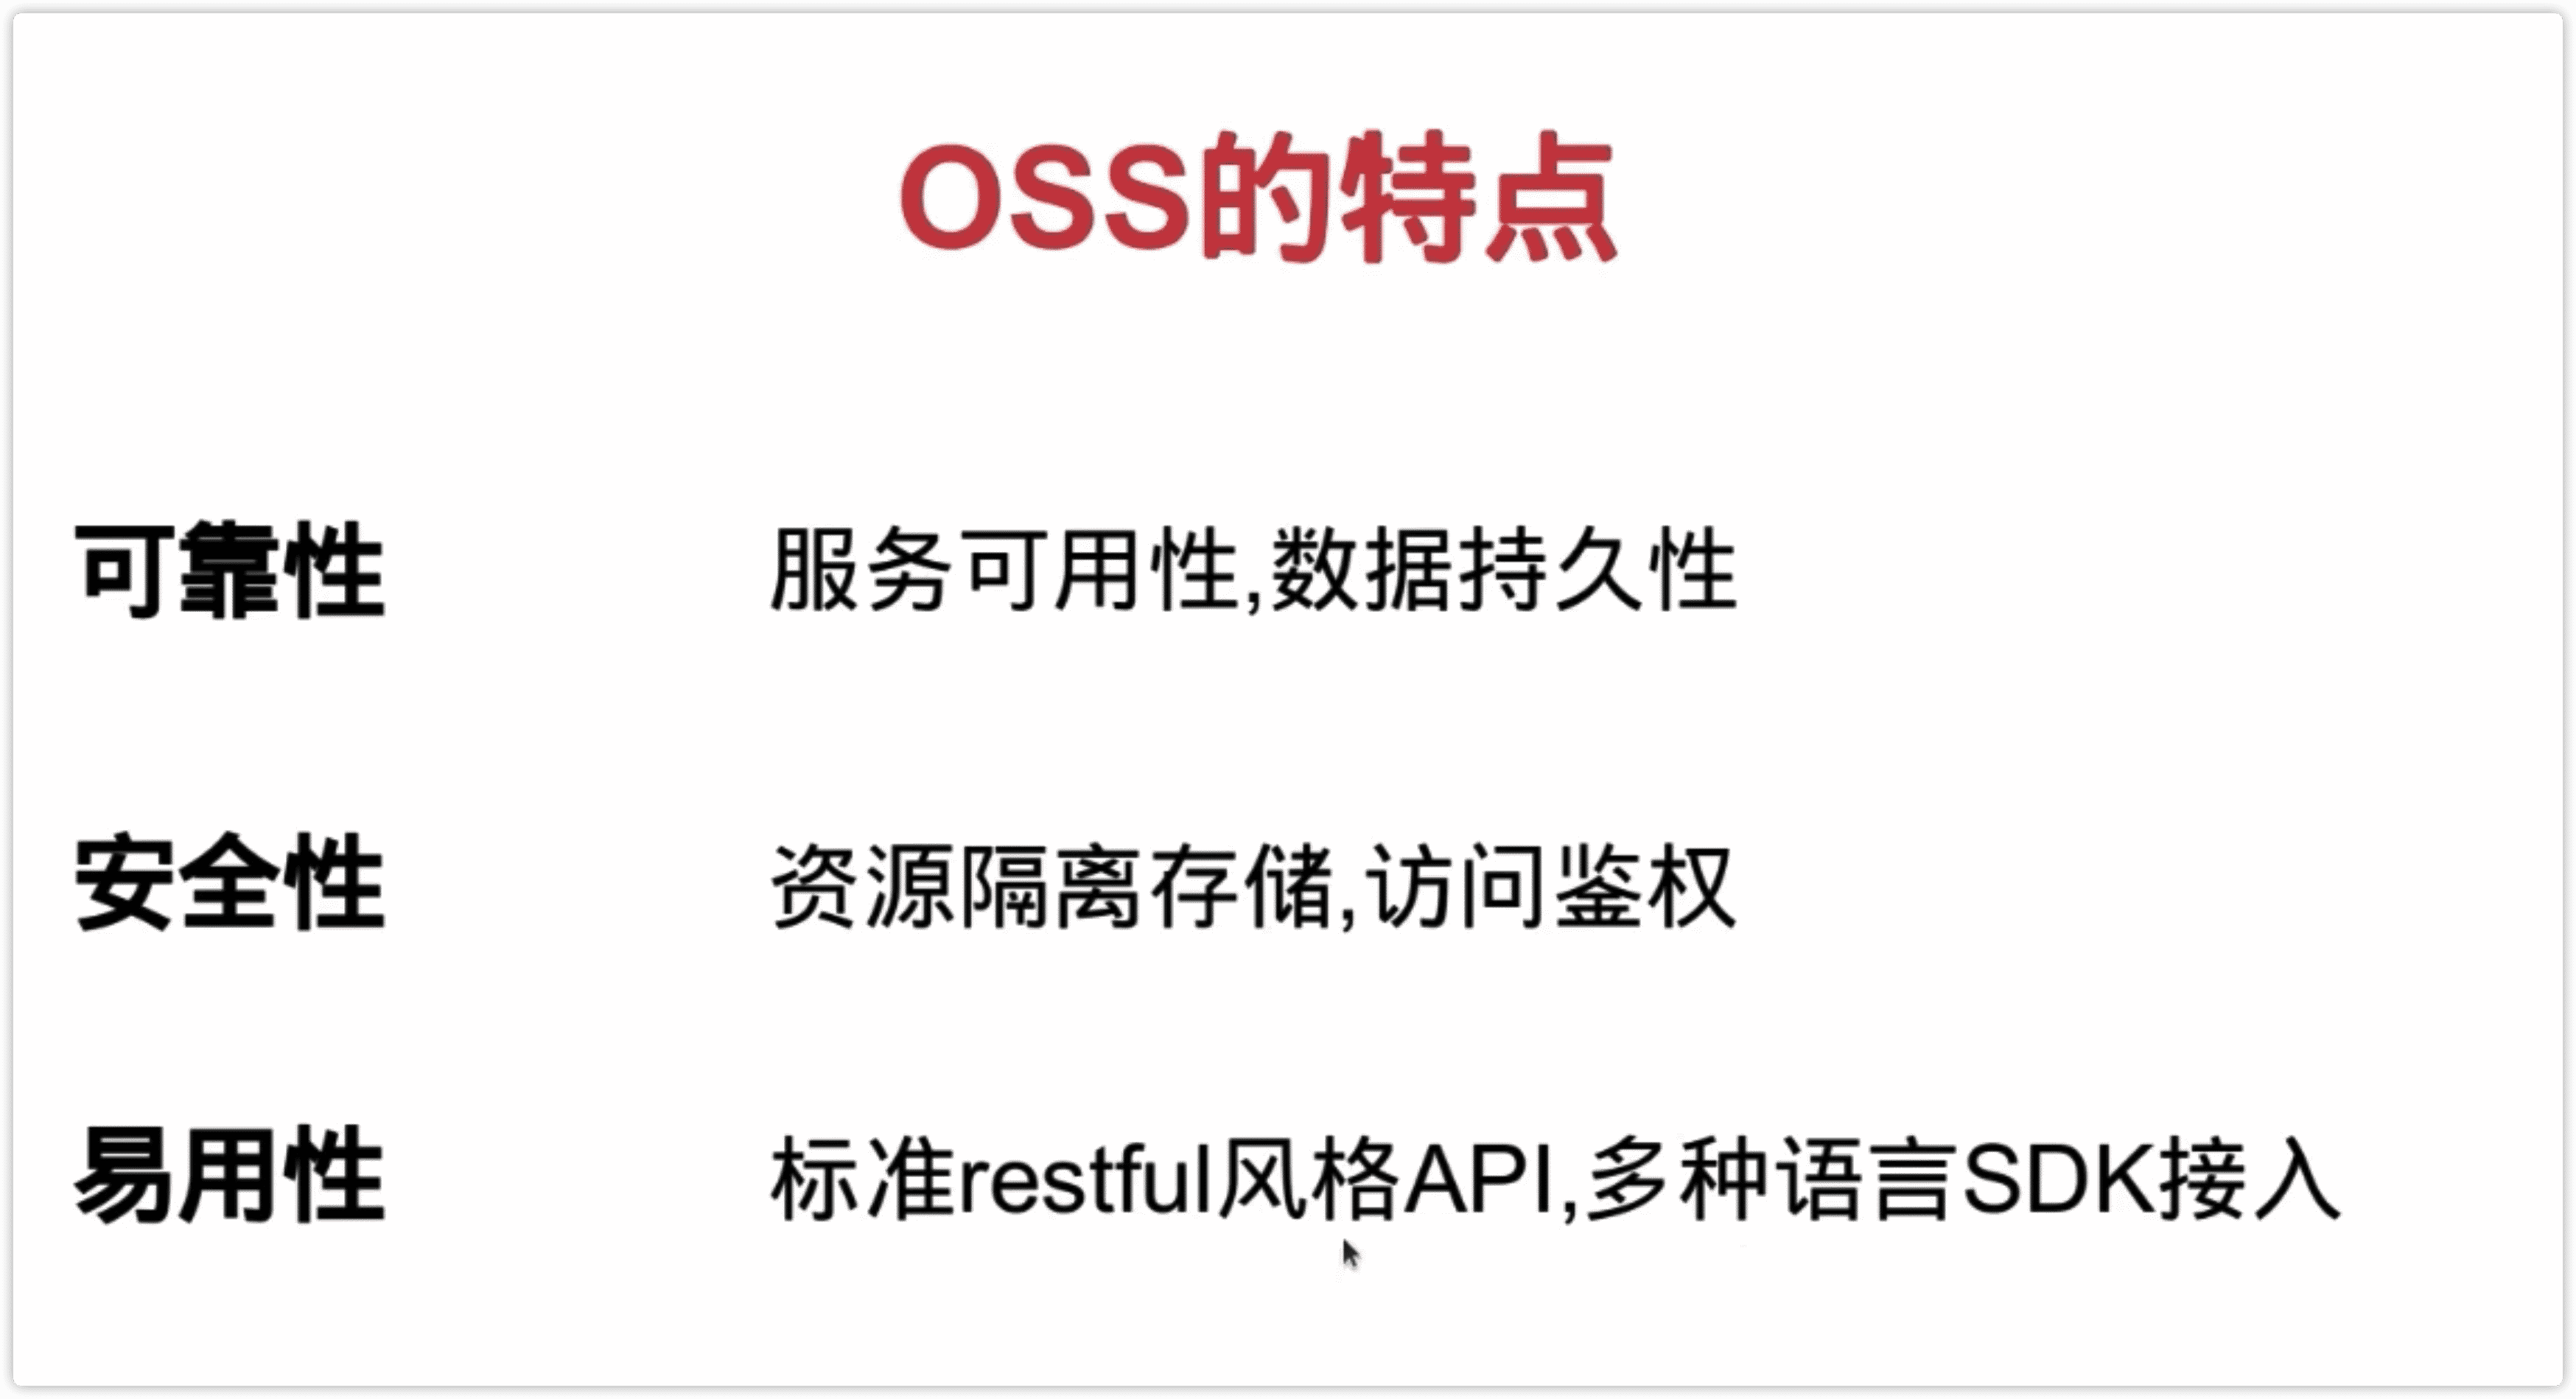 OSS的特点
可靠性 服务可用性,数据持久性
安全性 资源隔离存储,访问鉴权
易用性 标准restful风格API,多种语言SDK接入